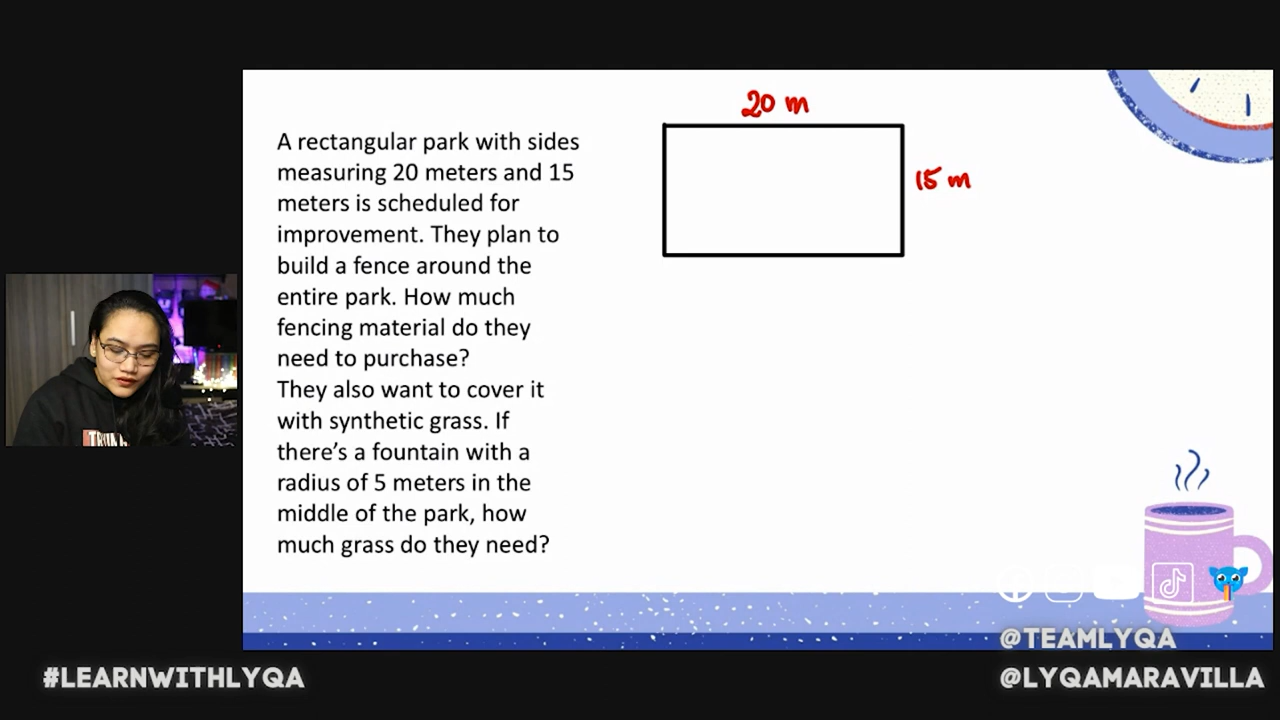 20 m
A rectangular park with sides
measuring 20 meters and 15
meters is scheduled for
improvement. They plan to
build a fence around the
entire park. How much
fencing material do they
need to purchase?
They also want to cover it
with synthetic grass. If
there's a fountain with a
radius of 5 meters in the
middle of the park, how
much grass do they need?
15 m
@TEAMLYQA
#LEARNWITHLYQA
@LYQAMARAVILLA